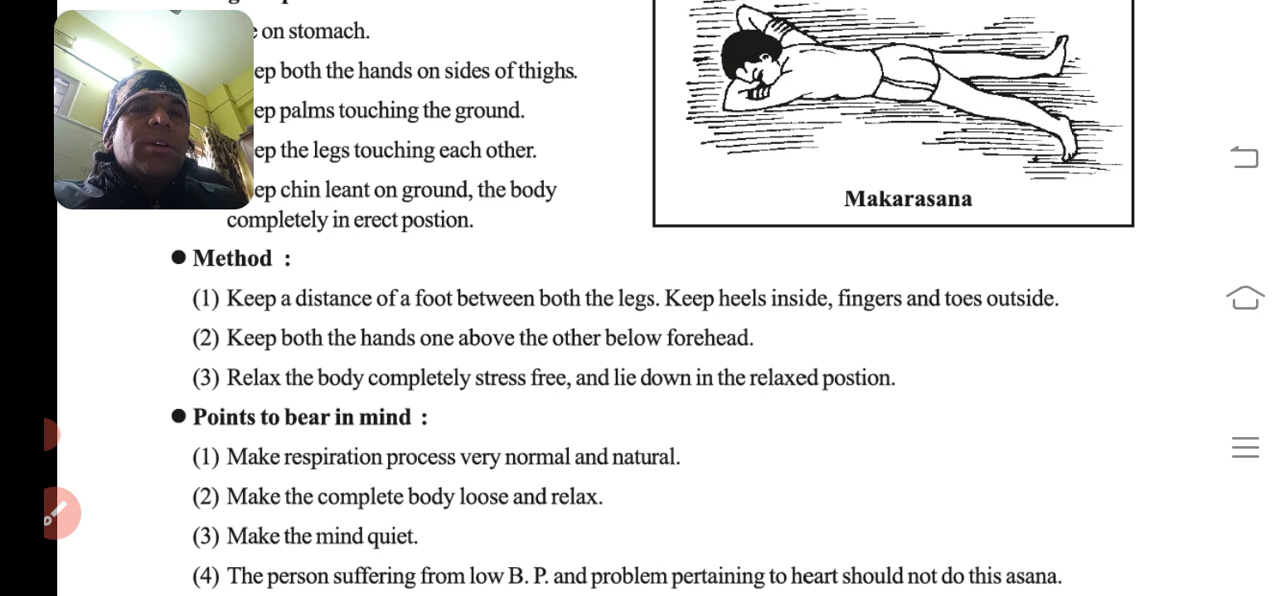 on stomach.
ep both the hands on sides of thighs.
ep palms touching the ground.
ep the legs touching each other.
ep chin leant on ground, the body
completely in erect postion.
Makarasana
● Method :
(1) Keep a distance of a foot between both the legs. Keep heels inside, fingers and toes outside.
(2) Keep both the hands one above the other below forehead.
(3) Relax the body completely stress free, and lie down in the relaxed postion.
● Points to bear in mind :
(1) Make respiration process very normal and natural.
(2) Make the complete body loose and relax.
(3) Make the mind quiet.
(4) The person suffering from low B. P. and problem pertaining to heart should not do this asana.